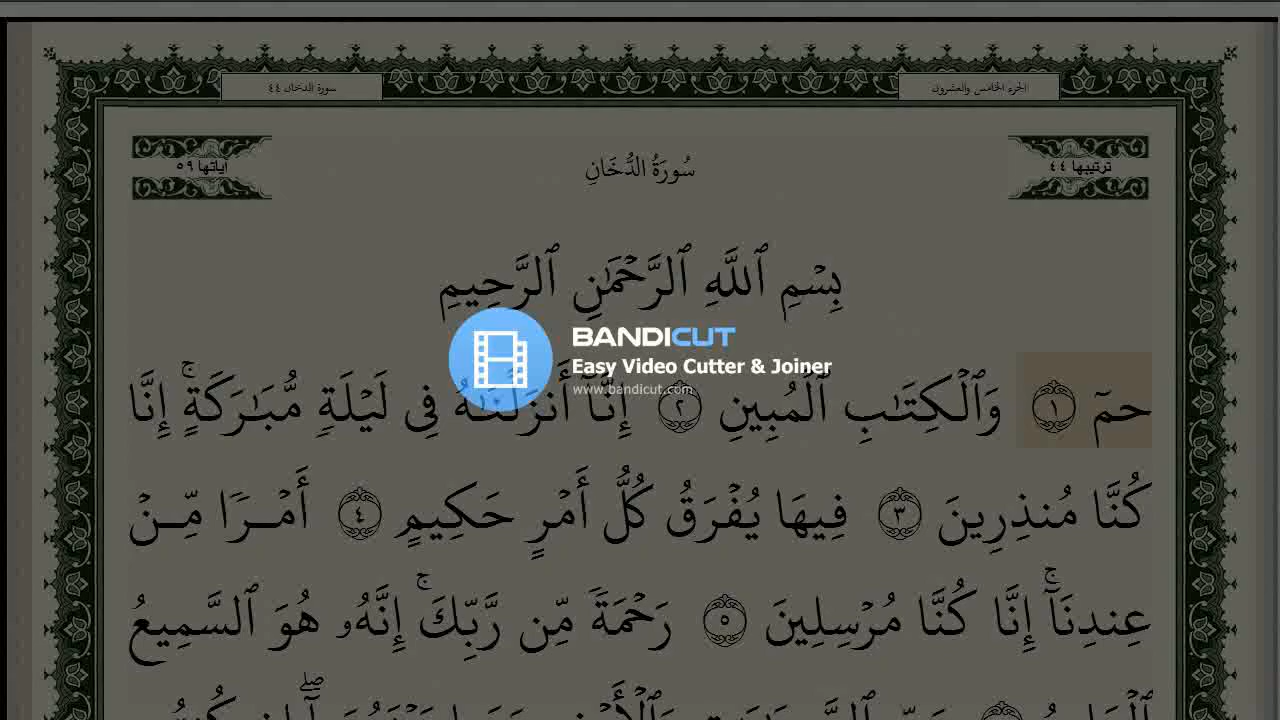 الجزء الخامس والعشرون
سورة الدخان ٤٤
ترتيبها ٤٤
سُورَةُ الدُّخَانِ
آياتها ٥٩
بِسْمِ ٱللَّهِ ٱلرَّحْمَٰنِ ٱلرَّحِيمِ
BANDICUT
Easy Video Cutter & Joiner
www.bandicut.com
حمٓ ١ وَٱلْكِتَٰبِ ٱلْمُبِينِ ٢ إِنَّآ أَنزَلْنَٰهُ فِى لَيْلَةٍ مُّبَٰرَكَةٍ ۚ إِنَّا
كُنَّا مُنذِرِينَ ٣ فِيهَا يُفْرَقُ كُلُّ أَمْرٍ حَكِيمٍ ٤ أَمْرًا مِّنْ
عِندِنَآ ۚ إِنَّا كُنَّا مُرْسِلِينَ ٥ رَحْمَةً مِّن رَّبِّكَ ۚ إِنَّهُۥ هُوَ ٱلسَّمِيعُ